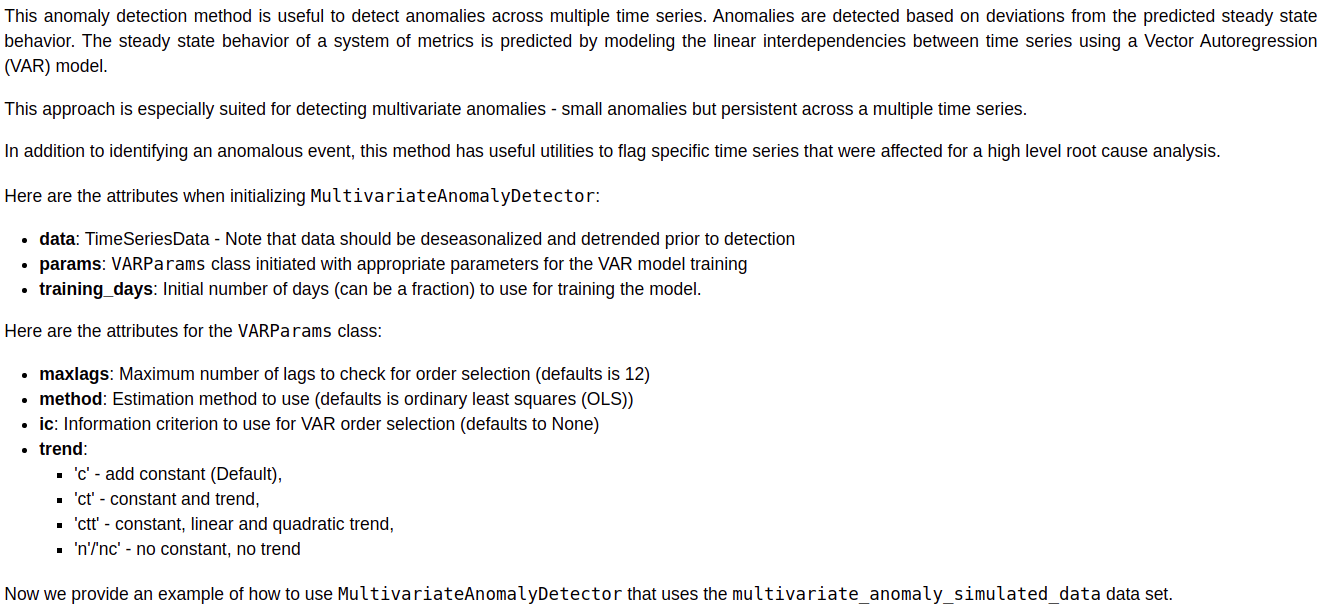 This anomaly detection method is useful to detect anomalies across multiple time series. Anomalies are detected based on deviations from the predicted steady state
behavior. The steady state behavior of a system of metrics is predicted by modeling the linear interdependencies between time series using a Vector Autoregression
(VAR) model.
This approach is especially suited for detecting multivariate anomalies - small anomalies but persistent across a multiple time series.
In addition to identifying an anomalous event, this method has useful utilities to flag specific time series that were affected for a high level root cause analysis.
Here are the attributes when initializing MultivariateAnomalyDetector:
• data: TimeSeriesData - Note that data should be deseasonalized and detrended prior to detection
• params: VARParams class initiated with appropriate parameters for the VAR model training
• training_days: Initial number of days (can be a fraction) to use for training the model.
Here are the attributes for the VARParams class:
• maxlags: Maximum number of lags to check for order selection (defaults is 12)
• method: Estimation method to use (defaults is ordinary least squares (OLS))
• ic: Information criterion to use for VAR order selection (defaults to None)
• trend:
▪ 'c' - add constant (Default),
▪ 'ct' - constant and trend,
▪ 'ctt' - constant, linear and quadratic trend,
▪ 'n'/'nc' - no constant, no trend
Now we provide an example of how to use MultivariateAnomalyDetector that uses the multivariate_anomaly_simulated_data data set.